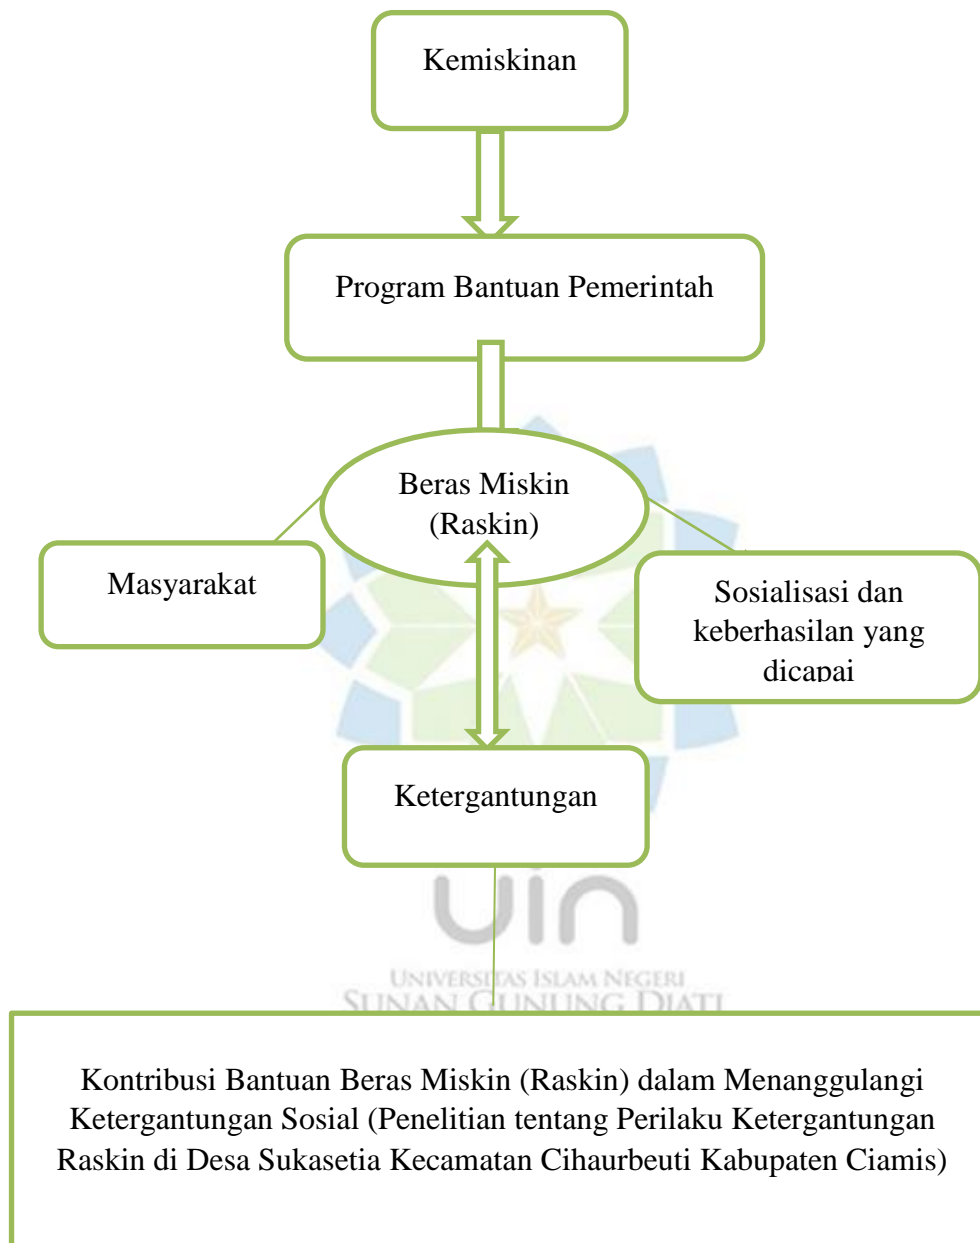 Kemiskinan
Program Bantuan Pemerintah
Beras Miskin
(Raskin)
Masyarakat
Sosialisasi dan
keberhasilan yang
dicapai
Ketergantungan
uin
UNIVERSITAS ISLAM NEGERI
SUNAN GUNUNG DJATI
Kontribusi Bantuan Beras Miskin (Raskin) dalam Menanggulangi
Ketergantungan Sosial (Penelitian tentang Perilaku Ketergantungan
Raskin di Desa Sukasetia Kecamatan Cihaurbeuti Kabupaten Ciamis)